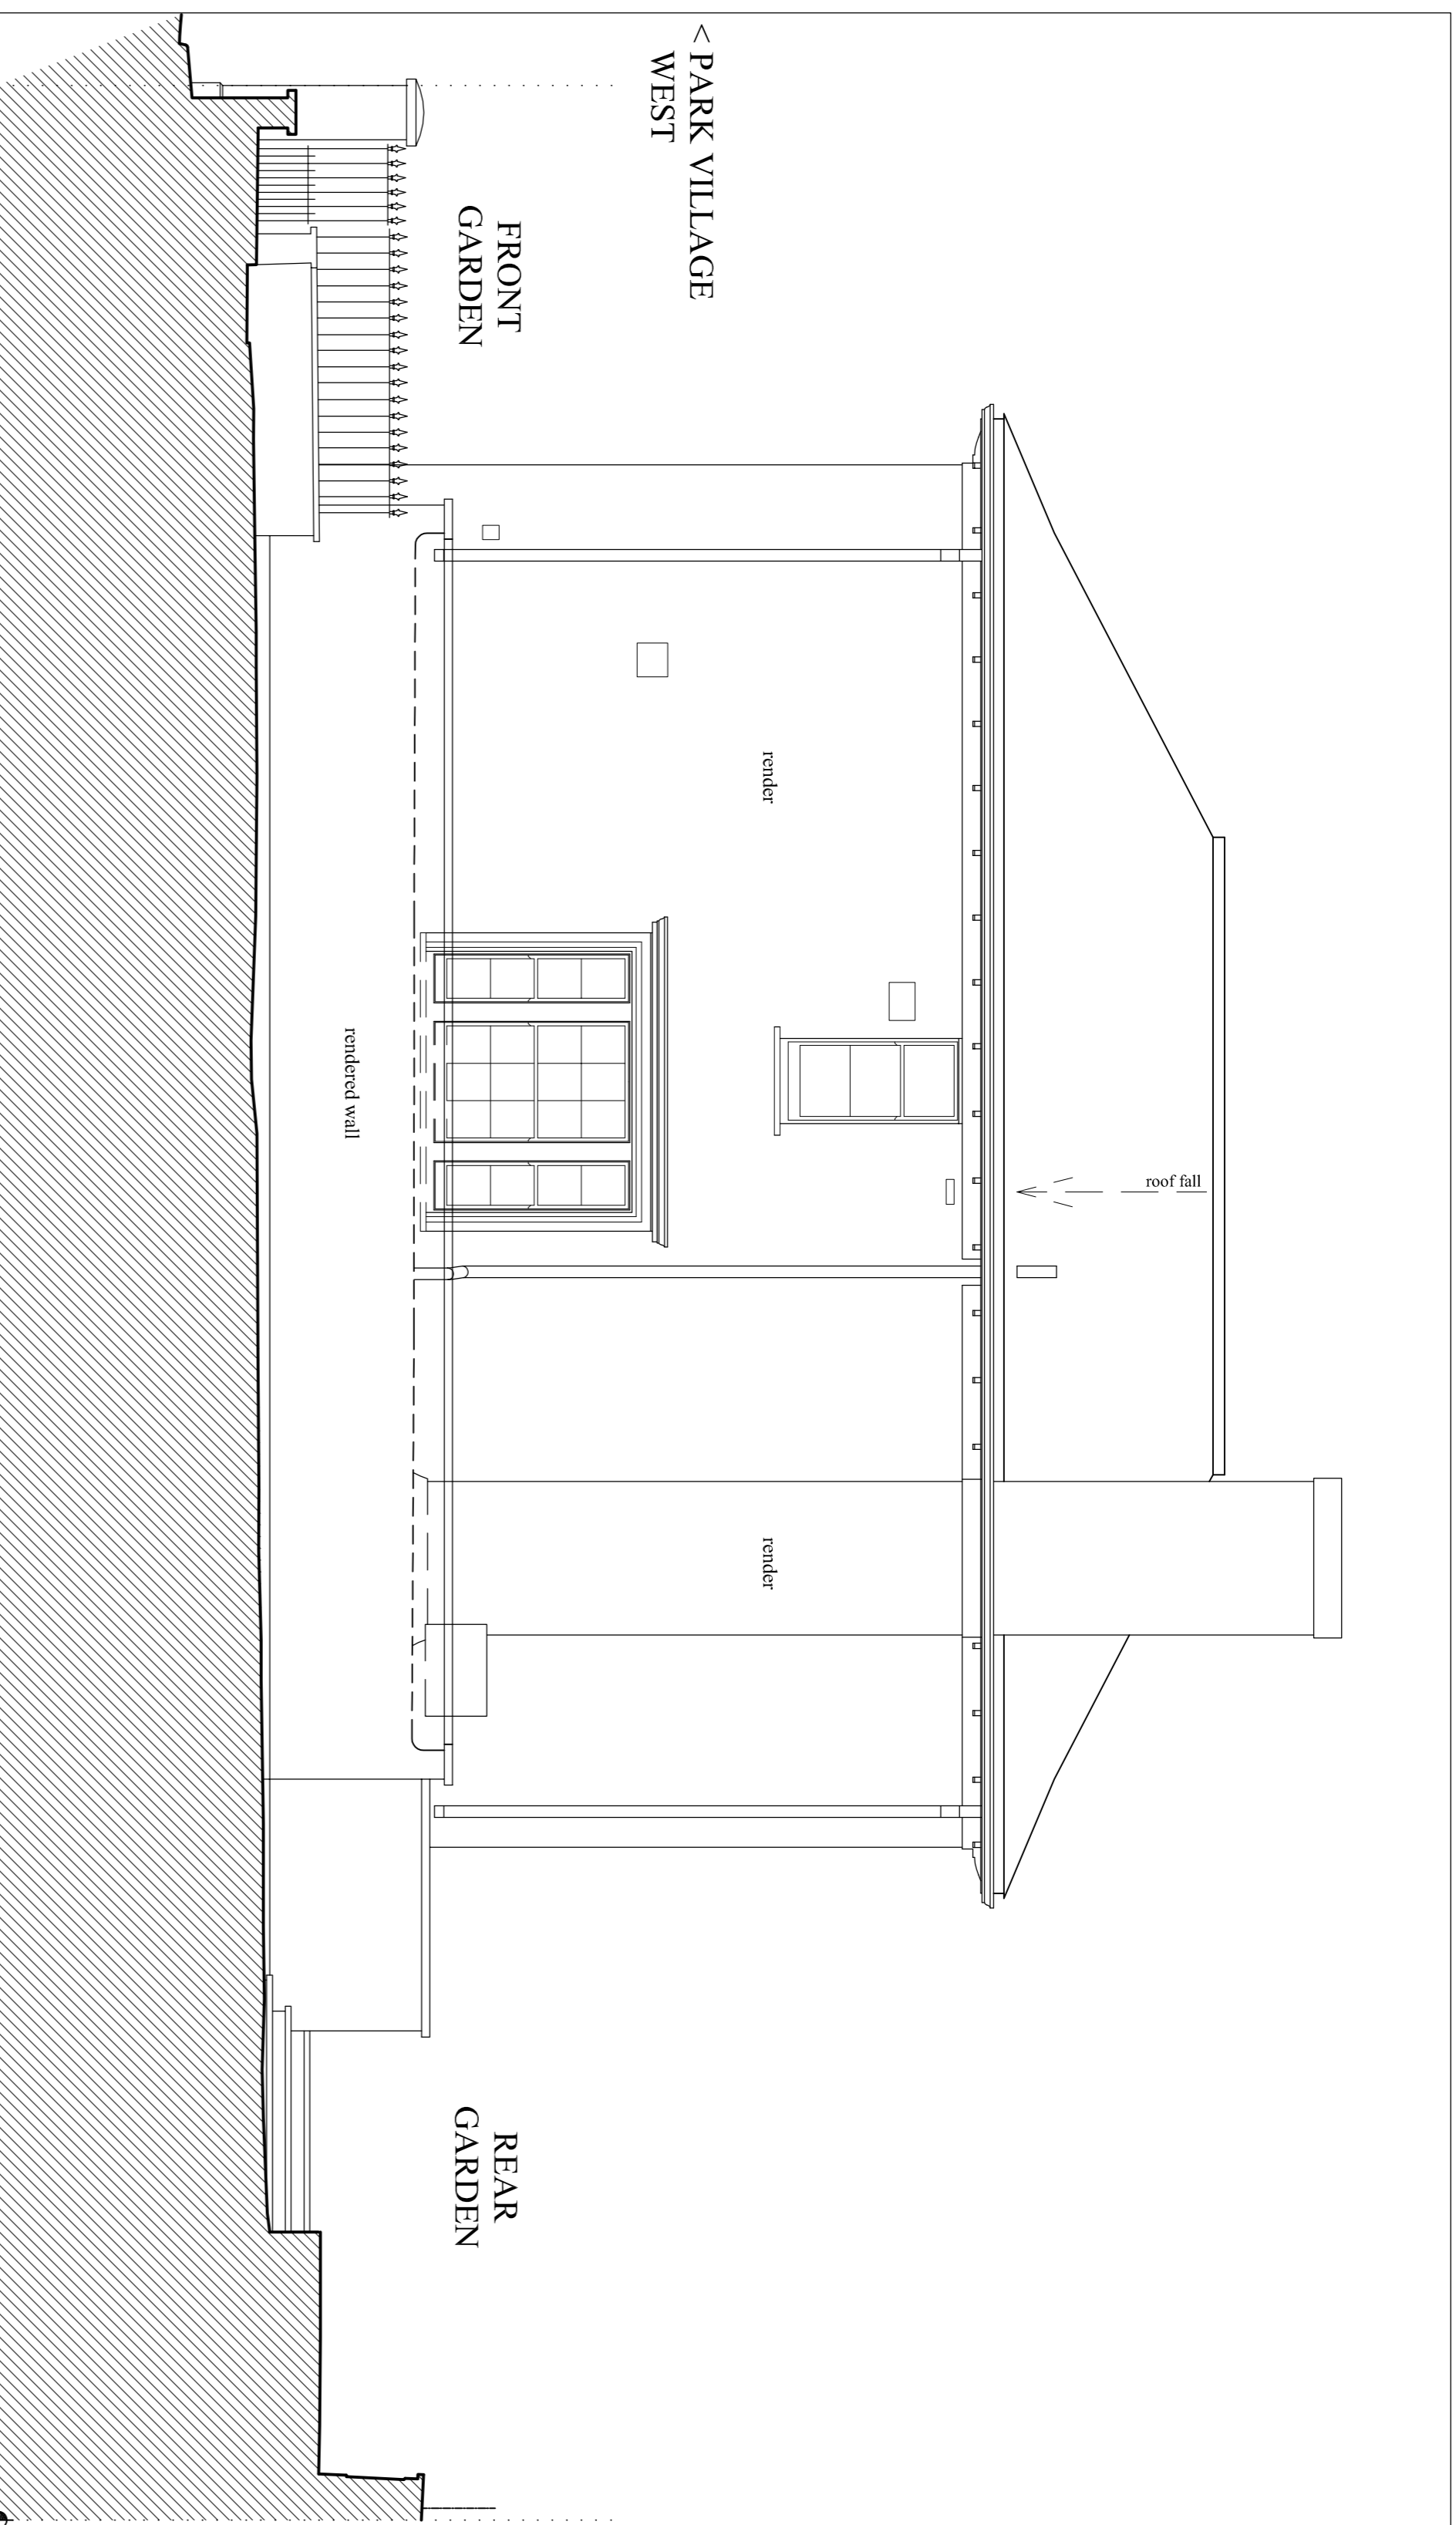 < PARK VILLAGE
WEST
FRONT
GARDEN
render
rendered wall
roof fall
render
REAR
GARDEN